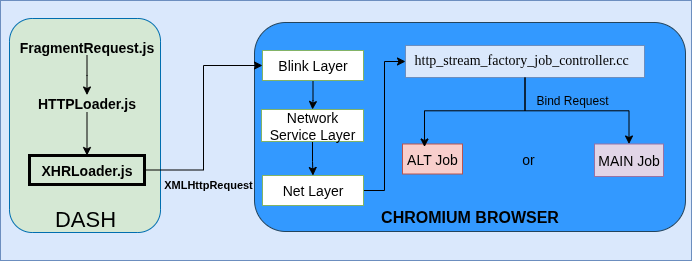 FragmentRequest.js
HTTPLoader.js
XHRLoader.js
DASH
XMLHttpRequest
Blink Layer
Network
Service Layer
Net Layer
http_stream_factory_job_controller.cc
Bind Request
ALT Job
or
MAIN Job
CHROMIUM BROWSER